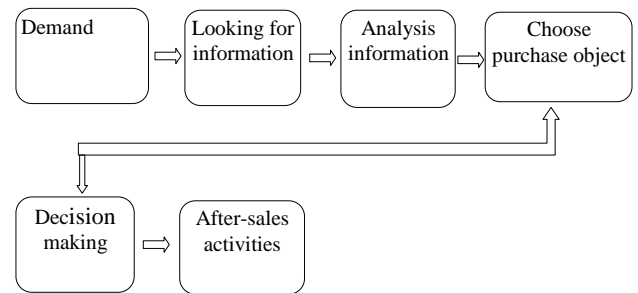 Demand
Looking for
information
Analysis
information
Choose
purchase object
Decision
making
After-sales
activities